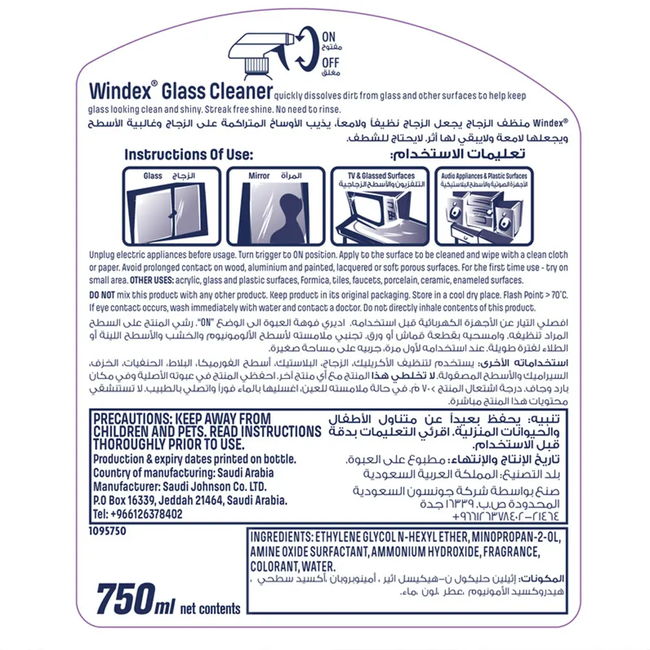 ON
مفتوح
OFF
مغلق
Windex® Glass Cleaner quickly dissolves dirt from glass and other surfaces to help keep
glass looking clean and shiny. Streak free shine. No need to rinse.
Windex® منظف الزجاج يجعل الزجاج نظيفاً ولامعاً، يذيب الأوساخ المتراكمة على الزجاج وغالبية الأسطح
ويجعلها لامعة ولايبقي لها أثر. لايحتاج للشطف.
Instructions Of Use:
تعليمات الاستخدام:
Glass الزجاج
Mirror المرآة
TV & Glassed Surfaces
التلفزيون والأسطح الزجاجية
Audio Appliances & Plastic Surfaces
الأجهزة الصوتية والأسطح البلاستيكية
Unplug electric appliances before usage. Turn trigger to ON position. Apply to the surface to be cleaned and wipe with a clean cloth
or paper. Avoid prolonged contact on wood, aluminium and painted, lacquered or soft porous surfaces. For the first time use - try on
small area. OTHER USES: acrylic, glass and plastic surfaces, Formica, tiles, faucets, porcelain, ceramic, enameled surfaces.
DO NOT mix this product with any other product. Keep product in its original packaging. Store in a cool dry place. Flash Point > 70°C.
If eye contact occurs, wash immediately with water and contact a doctor. Do not directly inhale contents of this product.
افصلي التيار عن الأجهزة الكهربائية قبل استخدامه. اديري فوهة العبوة الى الوضع "ON". رشي المنتج على السطح
المراد تنظيفه. وامسحيه بقطعة قماش أو ورق. تجنبي ملامسته لأسطح الألومونيوم والخشب والأسطح اللينة أو
الطلاء لفترة طويلة. عند استخدامه لأول مرة، جربيه على مساحة صغيرة.
استخداماته الأخرى: يستخدم لتنظيف الأكريليك، الزجاج، البلاستيك، أسطح الفورميكا، البلاط، الحنفيات، الخزف،
السيراميك والأسطح المصقولة. لا تخلطي هذا المنتج مع أي منتج آخر. احفظي المنتج في عبوته الأصلية وفي مكان
بارد وجاف. درجة اشتعال المنتج >٧٠ م. في حالة ملامسته للعين، اغسليها بالماء فوراً واتصلي بالطبيب. لا تستنشقي
محتويات هذا المنتج مباشرة.
PRECAUTIONS: KEEP AWAY FROM
CHILDREN AND PETS. READ INSTRUCTIONS
THOROUGHLY PRIOR TO USE.
Production & expiry dates printed on bottle.
Country of manufacturing: Saudi Arabia
Manufacturer: Saudi Johnson Co. LTD.
P.O Box 16339, Jeddah 21464, Saudi Arabia.
Tel: +966126378402
تنبيه: يحفظ بعيداً عن متناول الأطفال
والحيوانات المنزلية. اقرئي التعليمات بدقة
قبل الاستخدام.
تاريخ الإنتاج والإنتهاء: مطبوع على العبوة.
بلد التصنيع: المملكة العربية السعودية
صنع بواسطة شركة جونسون السعودية
المحدودة ص.ب. ١٦٣٣٩ جدة
٢١٤٦٤-٩٦٦١٢٦٣٧٨٤٠٢+
1095750
INGREDIENTS: ETHYLENE GLYCOL N-HEXYL ETHER, MINOPROPAN-2-OL,
AMINE OXIDE SURFACTANT, AMMONIUM HYDROXIDE, FRAGRANCE,
COLORANT, WATER.
المكونات: إثيلين جليكول ن-هيكيسل اثير ، أمينوبروبان ،أكسيد سطحي ،
هيدروكسيد الأمونيوم ،عطر ،لون ،ماء.
750ml net contents